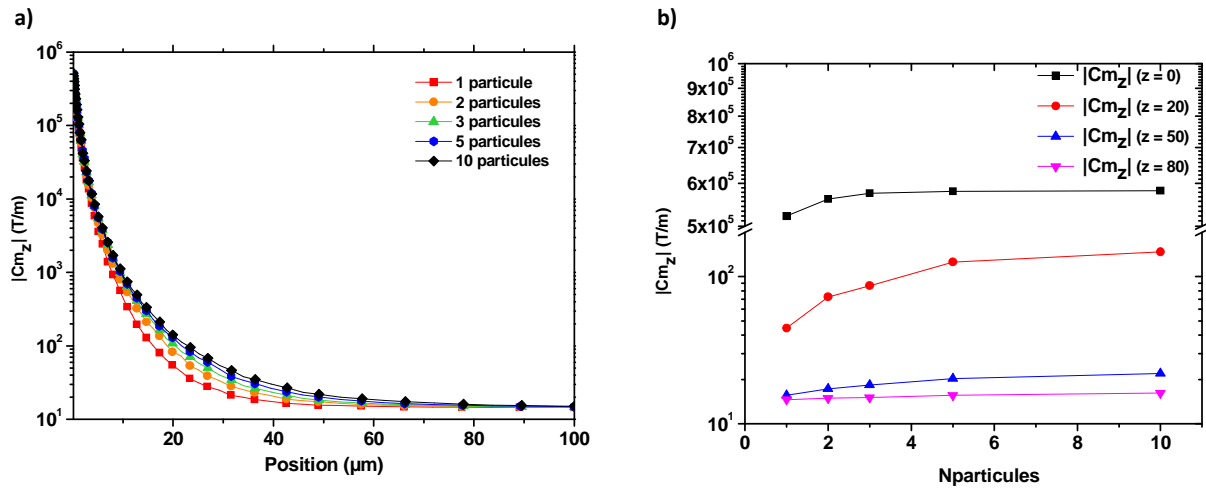 a)
|Cm_z| (T/m)
10^6
10^5
10^4
10^3
10^2
10^1
20
40
60
80
100
Position (µm)
1 particule
2 particules
3 particules
5 particules
10 particules
b)
|Cm_z| (T/m)
10^6
9x10^5
8x10^5
7x10^5
6x10^5
5x10^5
10^2
10^1
0
2
4
6
8
10
Nparticules
|Cm_z| (z = 0)
|Cm_z| (z = 20)
|Cm_z| (z = 50)
|Cm_z| (z = 80)